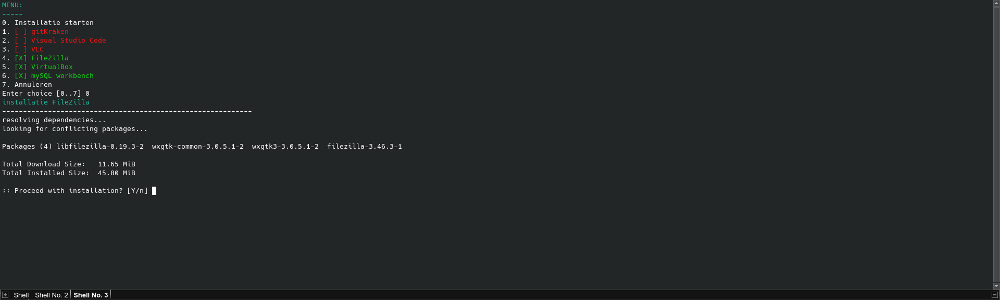 MENU:
-----
0. Installatie starten
1. [ ] gitKraken
2. [ ] Visual Studio Code
3. [ ] VLC
4. [X] FileZilla
5. [X] VirtualBox
6. [X] mySQL workbench
7. Annuleren
Enter choice [0..7] 0
installatie FileZilla
------------------------------------------------------------
resolving dependencies...
looking for conflicting packages...
Packages (4) libfilezilla-0.19.3-2  wxgtk-common-3.0.5.1-2  wxgtk3-3.0.5.1-2  filezilla-3.46.3-1
Total Download Size:   11.65 MiB
Total Installed Size:  45.80 MiB
:: Proceed with installation? [Y/n]
Shell  Shell No. 2  Shell No. 3